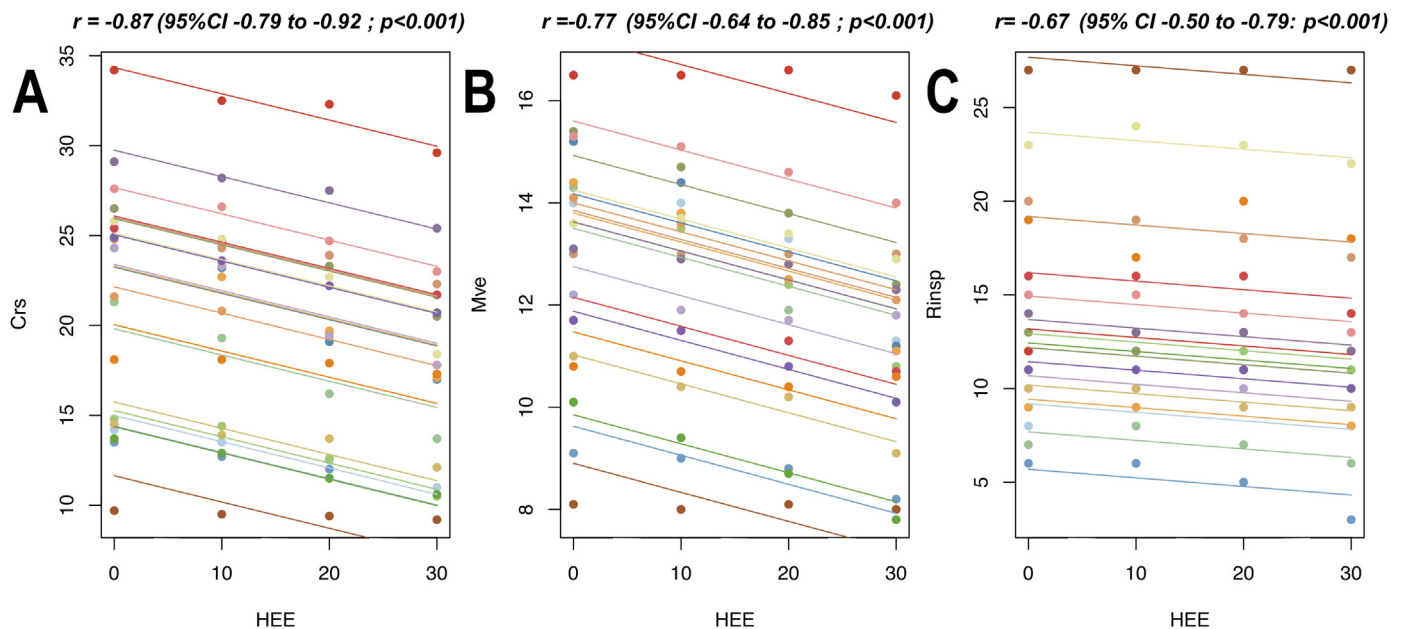 r = -0.87 (95%CI -0.79 to -0.92 ; p<0.001)
r =-0.77 (95%CI -0.64 to -0.85 ; p<0.001)
r= -0.67 (95% CI -0.50 to -0.79: p<0.001)
A
35
30
25
20
15
10
Crs
0 10 20 30
HEE
B
16
14
12
10
8
Mve
0 10 20 30
HEE
C
25
20
15
10
5
Rinsp
0 10 20 30
HEE